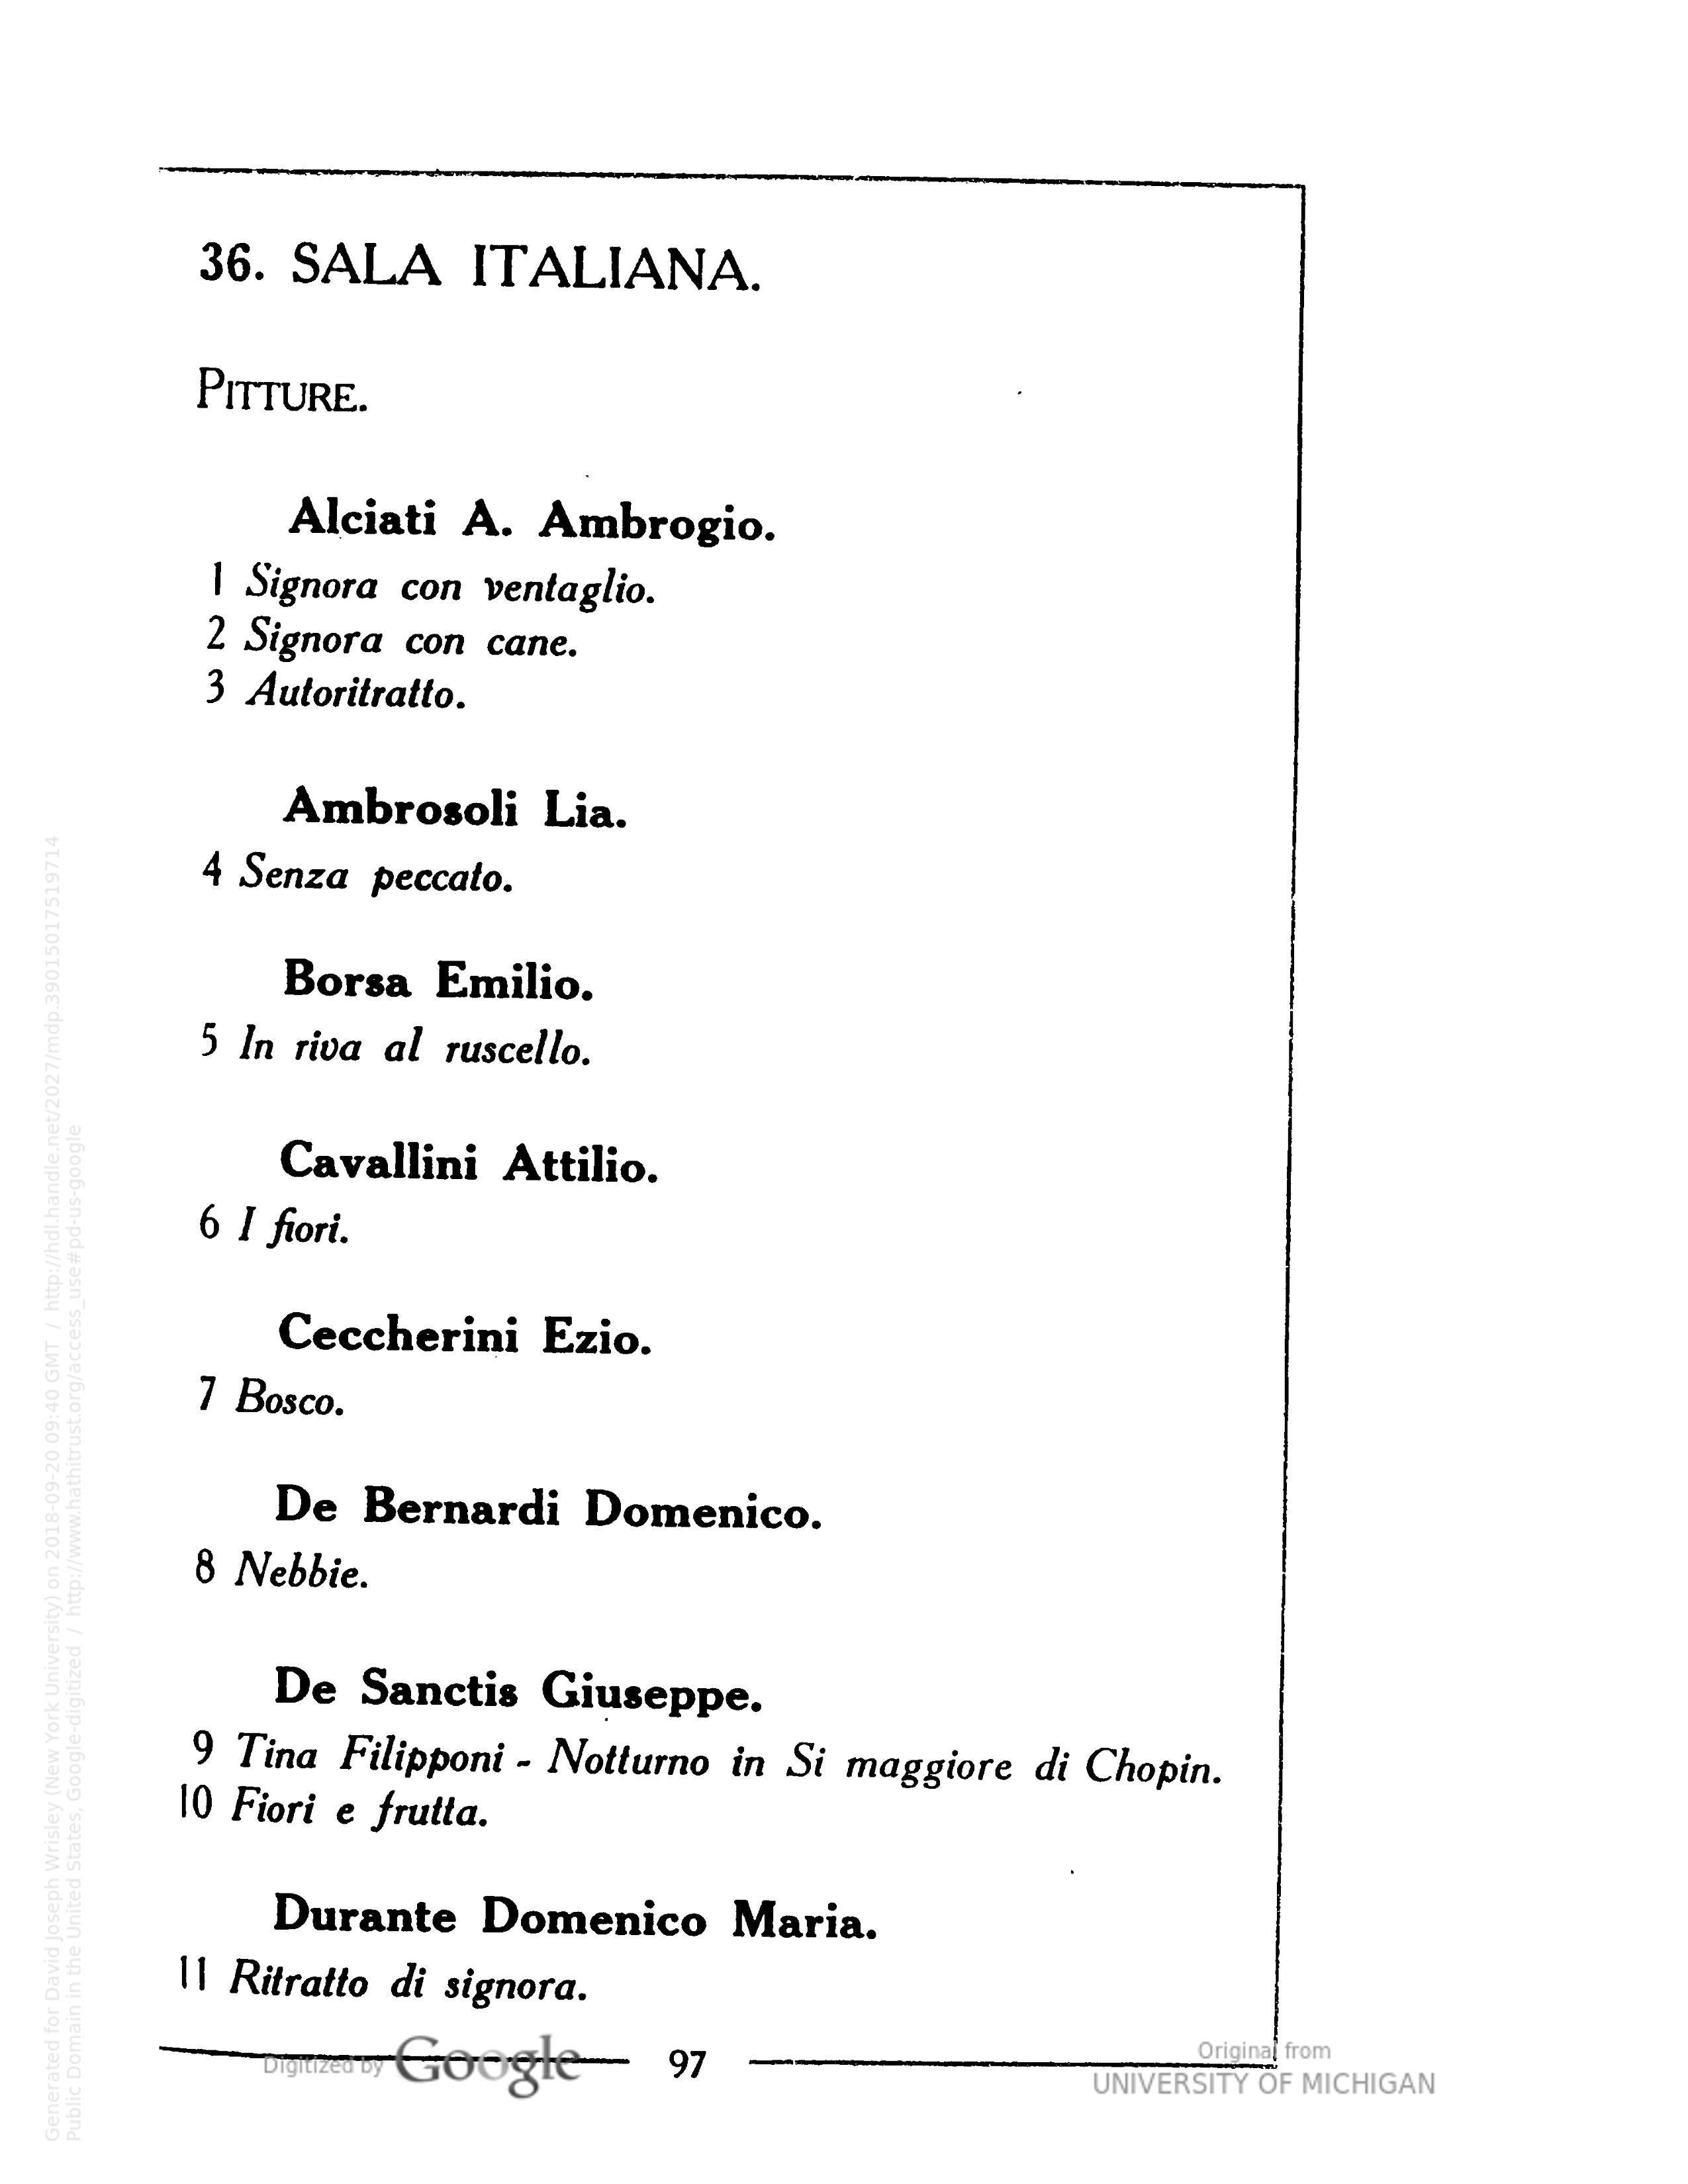 36. SALA ITALIANA.
PITTURE.
Alciati A. Ambrogio.
1 Signora con ventaglio.
2 Signora con cane.
3 Autoritratto.
Ambrosoli Lia.
4 Senza peccato.
Borsa Emilio.
5 In riva al ruscello.
Cavallini Attilio.
6 I fiori.
Ceccherini Ezio.
7 Bosco.
De Bernardi Domenico.
8 Nebbie.
De Sanctis Giuseppe.
9 Tina Filipponi - Notturno in Si maggiore di Chopin.
10 Fiori e frutta.
Durante Domenico Maria.
11 Ritratto di signora.
97
Digitized by Google
Original from
UNIVERSITY OF MICHIGAN
Generated for David Joseph Wrisley (New York University) on 2018-09-20 09:40 GMT / http://hdl.handle.net/2027/mdp.39015017519714
Public Domain in the United States, Google-digitized / http://www.hathitrust.org/access_use#pd-us-google